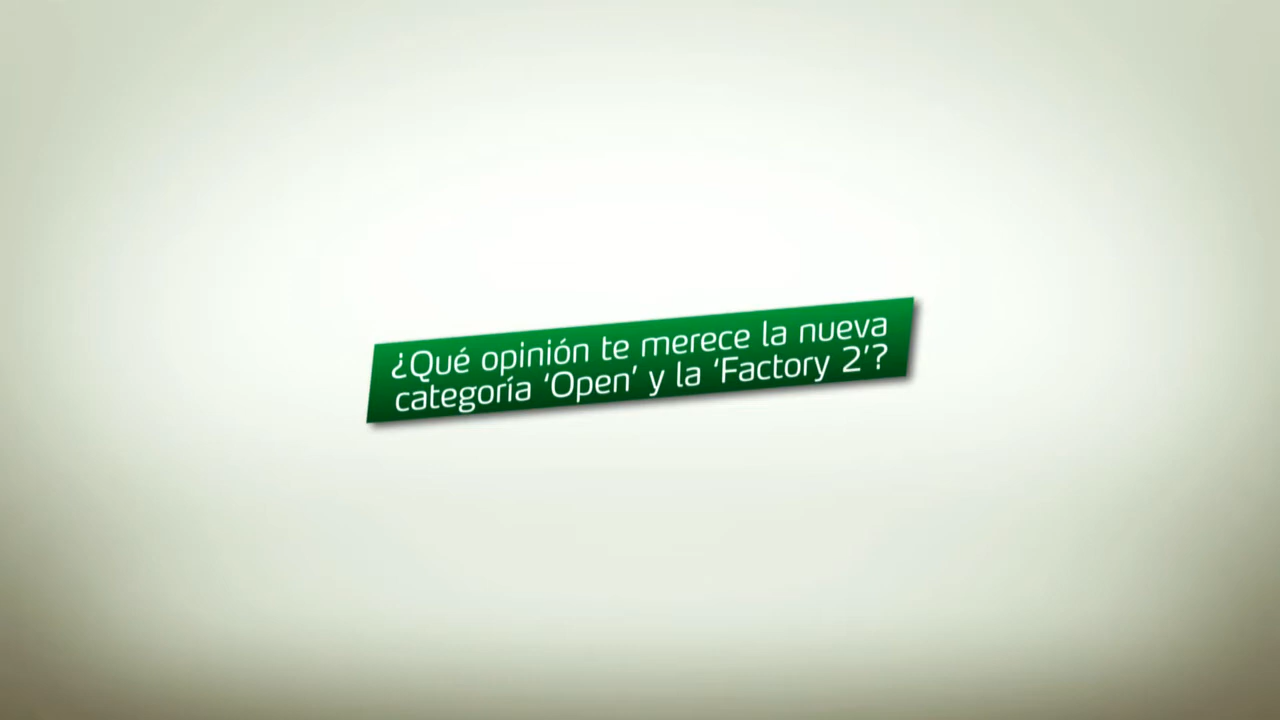 ¿Qué opinión te merece la nueva
categoría ‘Open’ y la ‘Factory 2’?